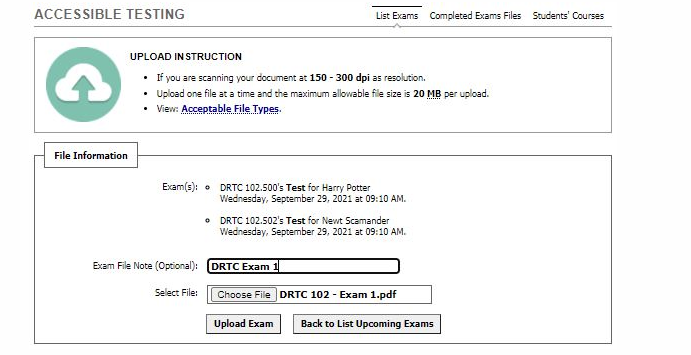 ACCESSIBLE TESTING
List Exams Completed Exams Files Students' Courses
UPLOAD INSTRUCTION
• If you are scanning your document at 150 - 300 dpi as resolution.
• Upload one file at a time and the maximum allowable file size is 20 MB per upload.
• View: Acceptable File Types.
File Information
Exam(s): DRTC 102.500's Test for Harry Potter
Wednesday, September 29, 2021 at 09:10 AM.
DRTC 102.502's Test for Newt Scamander
Wednesday, September 29, 2021 at 09:10 AM.
Exam File Note (Optional): DRTC Exam 1
Select File: Choose File DRTC 102 - Exam 1.pdf
Upload Exam Back to List Upcoming Exams